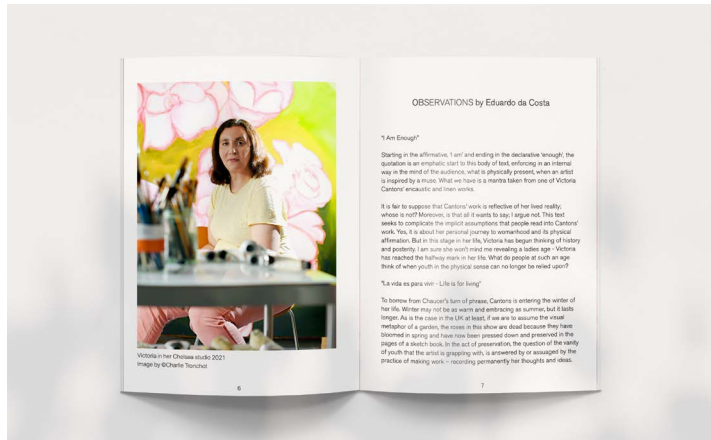 Victoria in her Chelsea studio 2021
Image by ©Charlie Tronchot
6
OBSERVATIONS by Eduardo da Costa
"I Am Enough"
Starting in the affirmative, 'I am' and ending in the declarative 'enough', the
quotation is an emphatic start to this body of text, enforcing in an internal
way in the mind of the audience, what is physically present, when an artist
is inspired by a muse. What we have is a mantra taken from one of Victoria
Cantons' encaustic and linen works.
It is fair to suppose that Cantons' work is reflective of her lived reality;
whose is not? Moreover, is that all it wants to say; I argue not. This text
seeks to complicate the implicit assumptions that people read into Cantons'
work. Yes, it is about her personal journey to womanhood and its physical
affirmation. But in this stage in her life, Victoria has begun thinking of history
and posterity. I am sure she won't mind me revealing a ladies age - Victoria
has reached the halfway mark in her life. What do people at such an age
think of when youth in the physical sense can no longer be relied upon?
"La vida es para vivir - Life is for living"
To borrow from Chaucer's turn of phrase, Cantons is entering the winter of
her life. Winter may not be as warm and embracing as summer, but it lasts
longer. As is the case in the UK at least, if we are to assume the visual
metaphor of a garden, the roses in this show are dead because they have
bloomed in spring and have now been pressed down and preserved in the
pages of a sketch book. In the act of preservation, the question of the vanity
of youth that the artist is grappling with, is answered by or assuaged by the
practice of making work – recording permanently her thoughts and ideas.
7